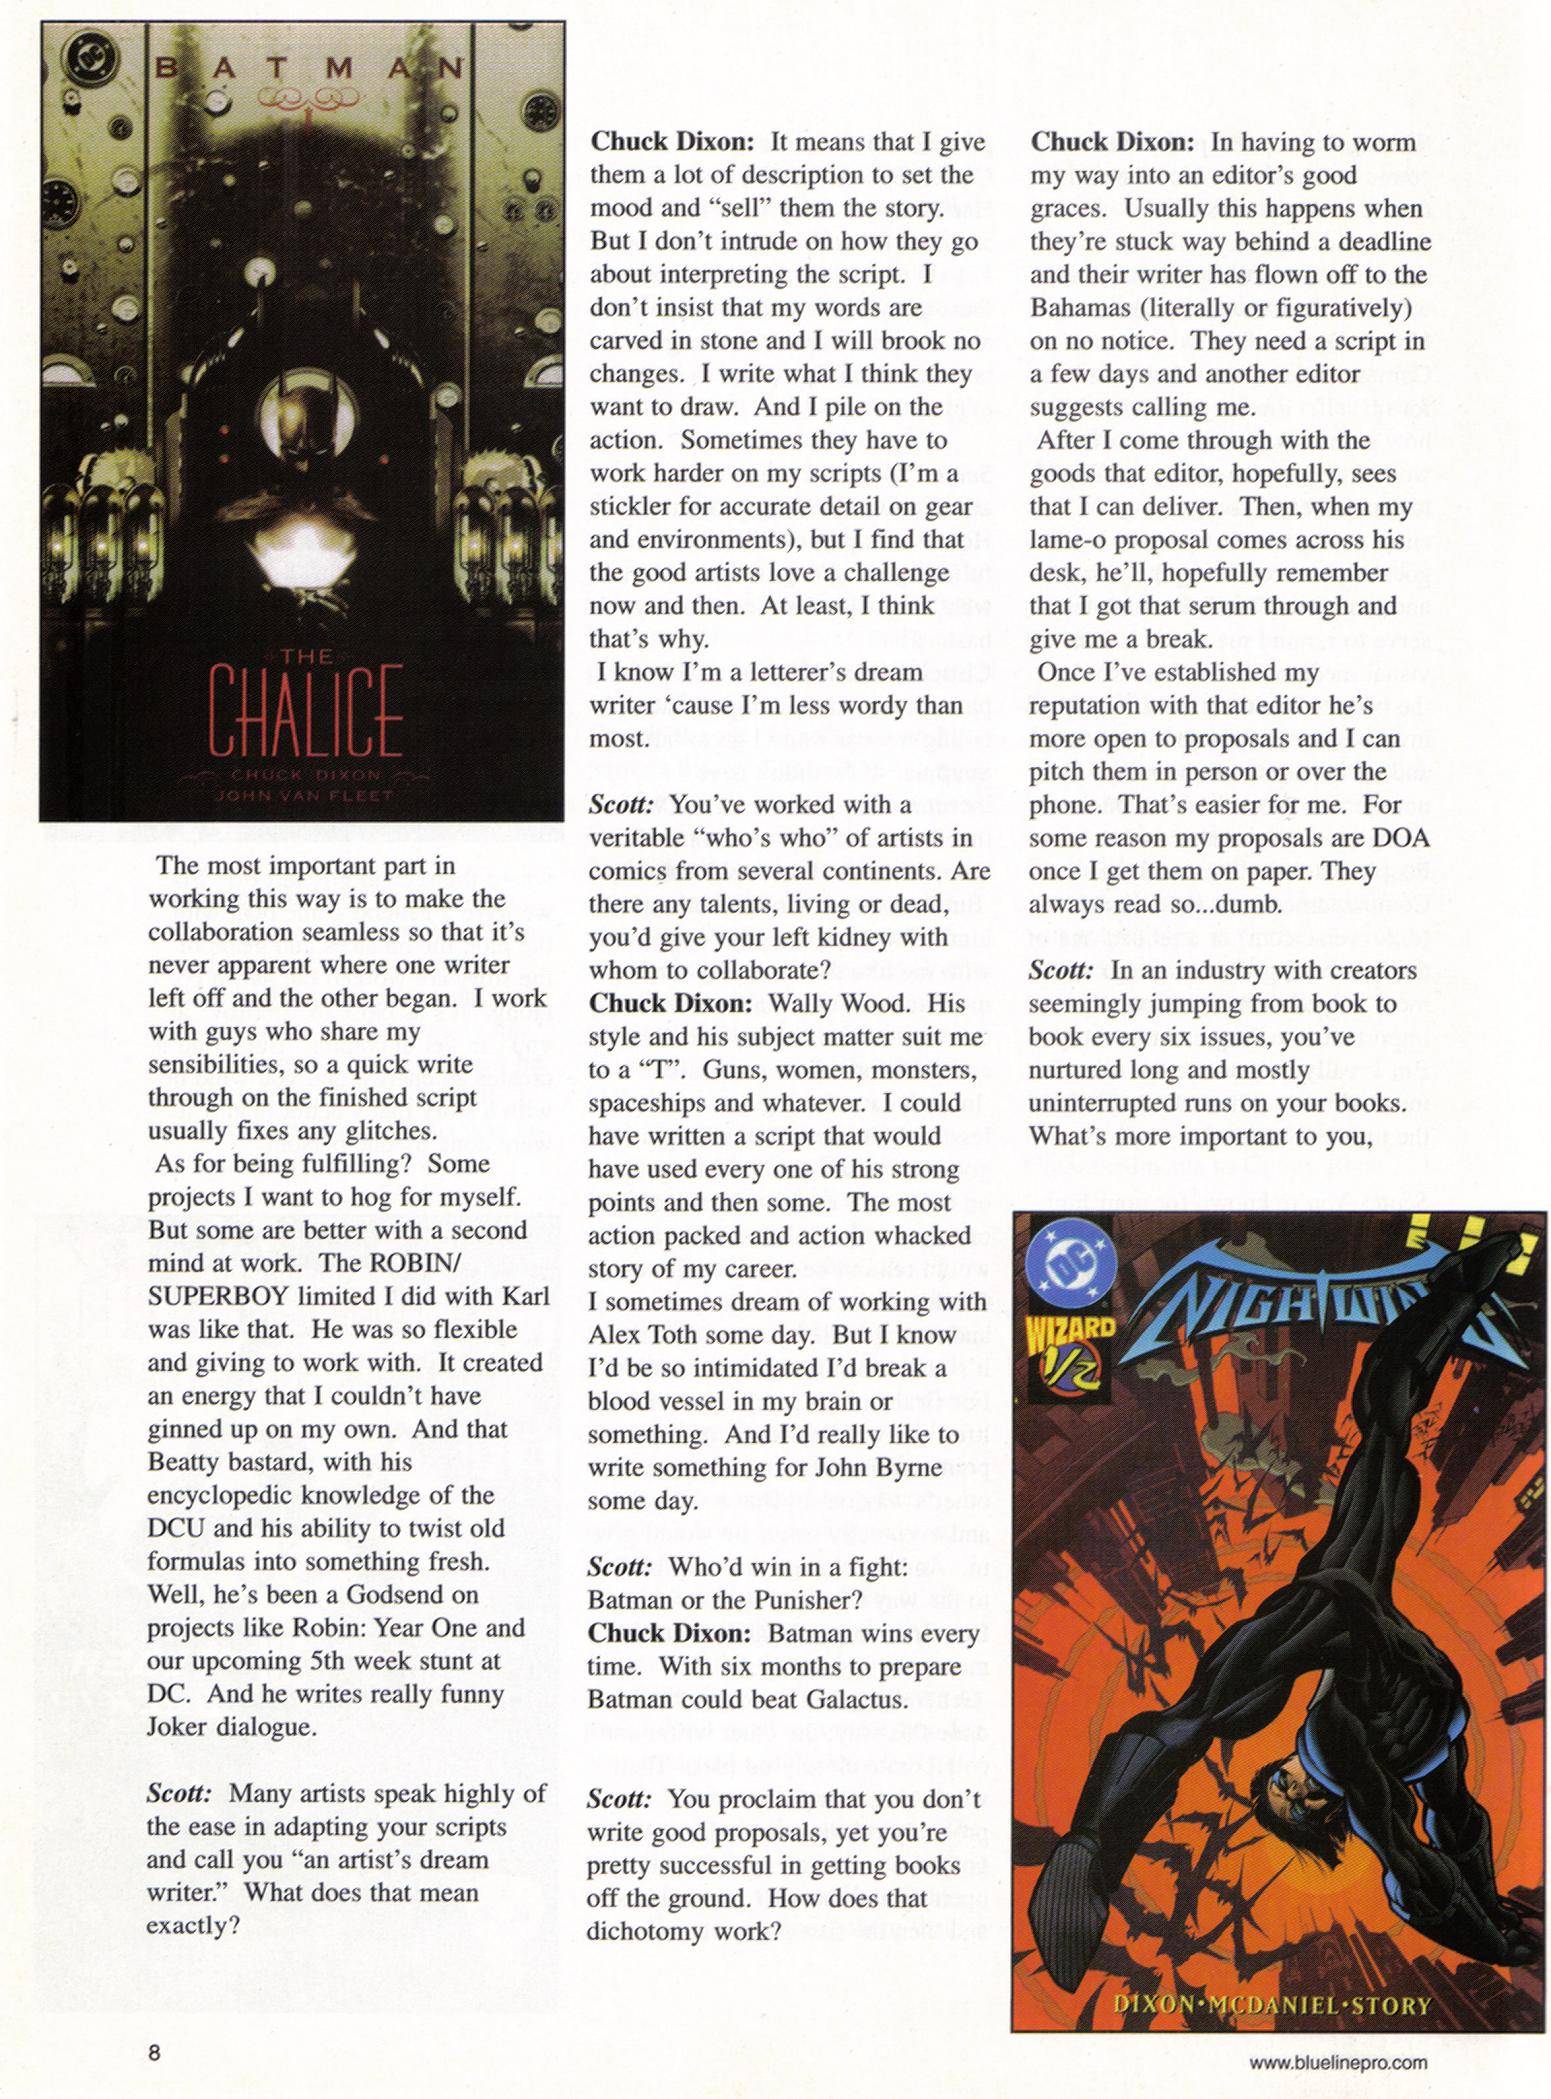 DC
BATMAN
THE
CHALICE
CHUCK DIXON
JOHN VAN FLEET
The most important part in
working this way is to make the
collaboration seamless so that it's
never apparent where one writer
left off and the other began.  I work
with guys who share my
sensibilities, so a quick write
through on the finished script
usually fixes any glitches.
As for being fulfilling?  Some
projects I want to hog for myself.
But some are better with a second
mind at work.  The ROBIN/
SUPERBOY limited I did with Karl
was like that.  He was so flexible
and giving to work with.  It created
an energy that I couldn't have
ginned up on my own.  And that
Beatty bastard, with his
encyclopedic knowledge of the
DCU and his ability to twist old
formulas into something fresh.
Well, he's been a Godsend on
projects like Robin: Year One and
our upcoming 5th week stunt at
DC.  And he writes really funny
Joker dialogue.
Scott:  Many artists speak highly of
the ease in adapting your scripts
and call you “an artist's dream
writer.”  What does that mean
exactly?
Chuck Dixon:  It means that I give
them a lot of description to set the
mood and “sell” them the story.
But I don't intrude on how they go
about interpreting the script.  I
don't insist that my words are
carved in stone and I will brook no
changes.  I write what I think they
want to draw.  And I pile on the
action.  Sometimes they have to
work harder on my scripts (I'm a
stickler for accurate detail on gear
and environments), but I find that
the good artists love a challenge
now and then.  At least, I think
that's why.
I know I'm a letterer's dream
writer ‘cause I'm less wordy than
most.
Scott: You've worked with a
veritable “who's who” of artists in
comics from several continents. Are
there any talents, living or dead,
you'd give your left kidney with
whom to collaborate?
Chuck Dixon:  Wally Wood.  His
style and his subject matter suit me
to a “T”.  Guns, women, monsters,
spaceships and whatever.  I could
have written a script that would
have used every one of his strong
points and then some.  The most
action packed and action whacked
story of my career.
I sometimes dream of working with
Alex Toth some day.  But I know
I'd be so intimidated I'd break a
blood vessel in my brain or
something.  And I'd really like to
write something for John Byrne
some day.
Scott:  Who'd win in a fight:
Batman or the Punisher?
Chuck Dixon:  Batman wins every
time.  With six months to prepare
Batman could beat Galactus.
Scott:  You proclaim that you don't
write good proposals, yet you're
pretty successful in getting books
off the ground.  How does that
dichotomy work?
Chuck Dixon:  In having to worm
my way into an editor's good
graces.  Usually this happens when
they're stuck way behind a deadline
and their writer has flown off to the
Bahamas (literally or figuratively)
on no notice.  They need a script in
a few days and another editor
suggests calling me.
After I come through with the
goods that editor, hopefully, sees
that I can deliver.  Then, when my
lame-o proposal comes across his
desk, he'll, hopefully remember
that I got that serum through and
give me a break.
Once I've established my
reputation with that editor he's
more open to proposals and I can
pitch them in person or over the
phone.  That's easier for me.  For
some reason my proposals are DOA
once I get them on paper. They
always read so...dumb.
Scott:  In an industry with creators
seemingly jumping from book to
book every six issues, you've
nurtured long and mostly
uninterrupted runs on your books.
What's more important to you,
DC
NIGHTWING
WIZARD
1/2
DIXON•MCDANIEL•STORY
8
www.bluelinepro.com